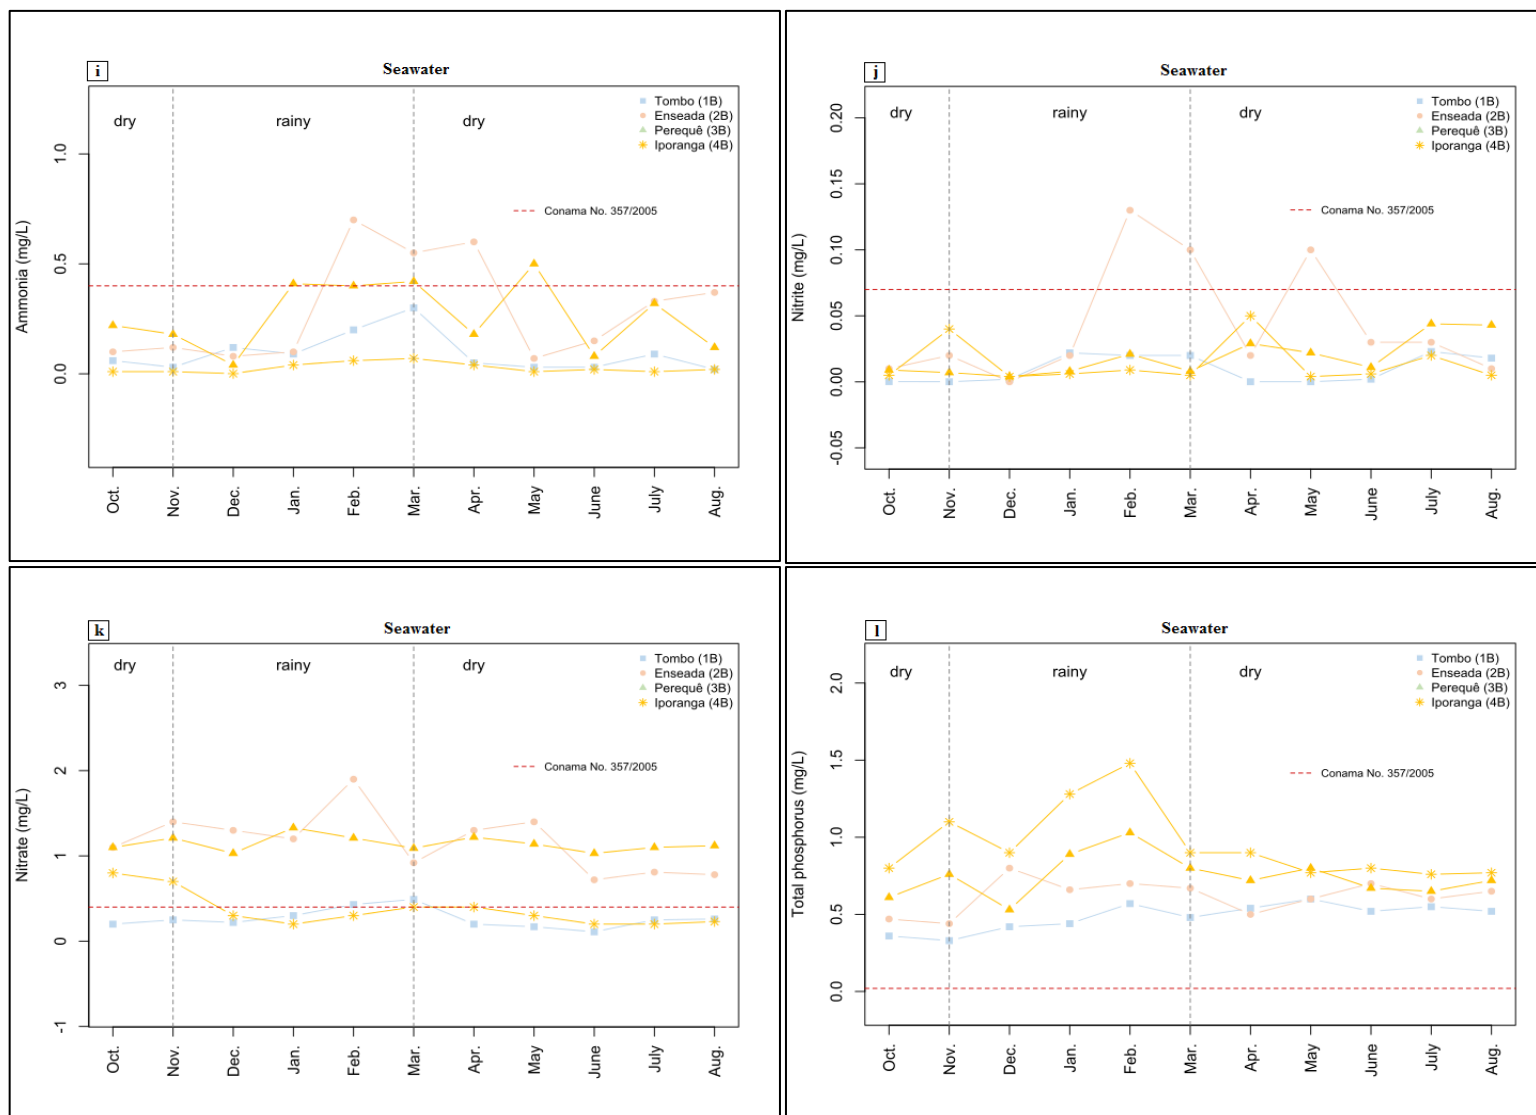 i
Seawater
dry
rainy
dry
Tombo (1B)
Enseada (2B)
Perequê (3B)
Iporanga (4B)
Conama No. 357/2005
Ammonia (mg/L)
1.0
0.5
0.0
Oct.
Nov.
Dec.
Jan.
Feb.
Mar.
Apr.
May
June
July
Aug.
j
Seawater
dry
rainy
dry
Tombo (1B)
Enseada (2B)
Perequê (3B)
Iporanga (4B)
Conama No. 357/2005
Nitrite (mg/L)
0.20
0.15
0.10
0.05
0.00
-0.05
Oct.
Nov.
Dec.
Jan.
Feb.
Mar.
Apr.
May
June
July
Aug.
k
Seawater
dry
rainy
dry
Tombo (1B)
Enseada (2B)
Perequê (3B)
Iporanga (4B)
Conama No. 357/2005
Nitrate (mg/L)
3
2
1
0
-1
Oct.
Nov.
Dec.
Jan.
Feb.
Mar.
Apr.
May
June
July
Aug.
l
Seawater
dry
rainy
dry
Tombo (1B)
Enseada (2B)
Perequê (3B)
Iporanga (4B)
Conama No. 357/2005
Total phosphorus (mg/L)
2.0
1.5
1.0
0.5
0.0
Oct.
Nov.
Dec.
Jan.
Feb.
Mar.
Apr.
May
June
July
Aug.